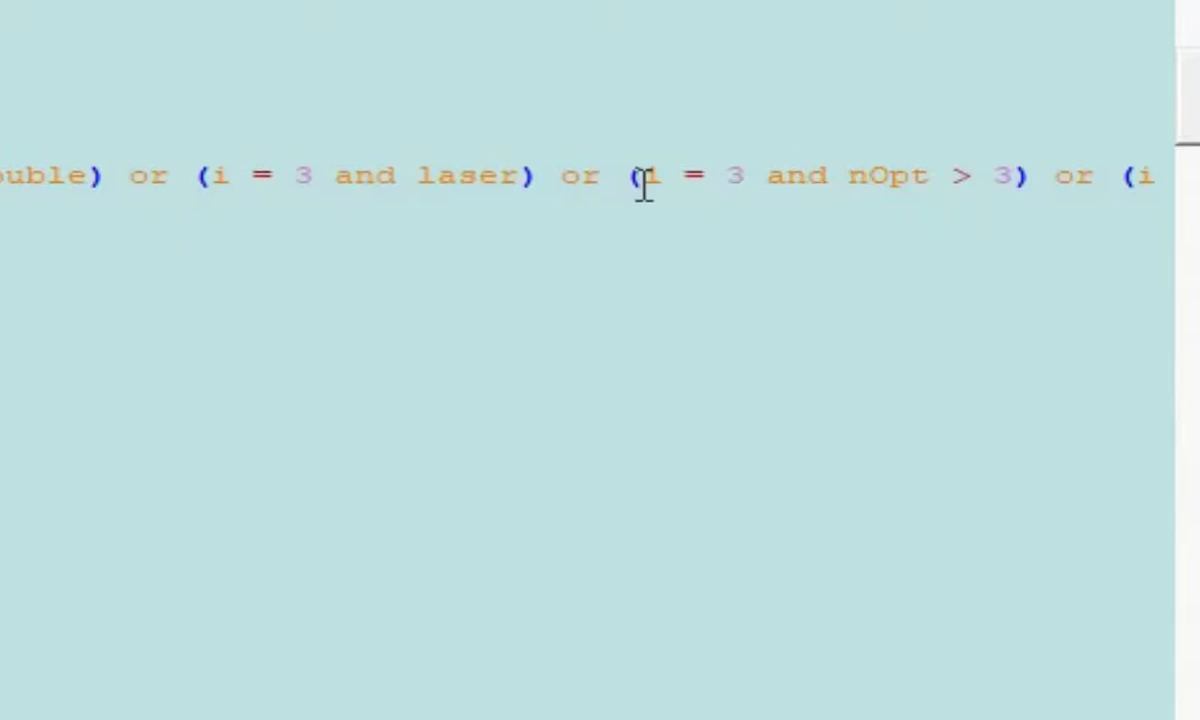 ouble) or (i = 3 and laser) or (i = 3 and nOpt > 3) or (i